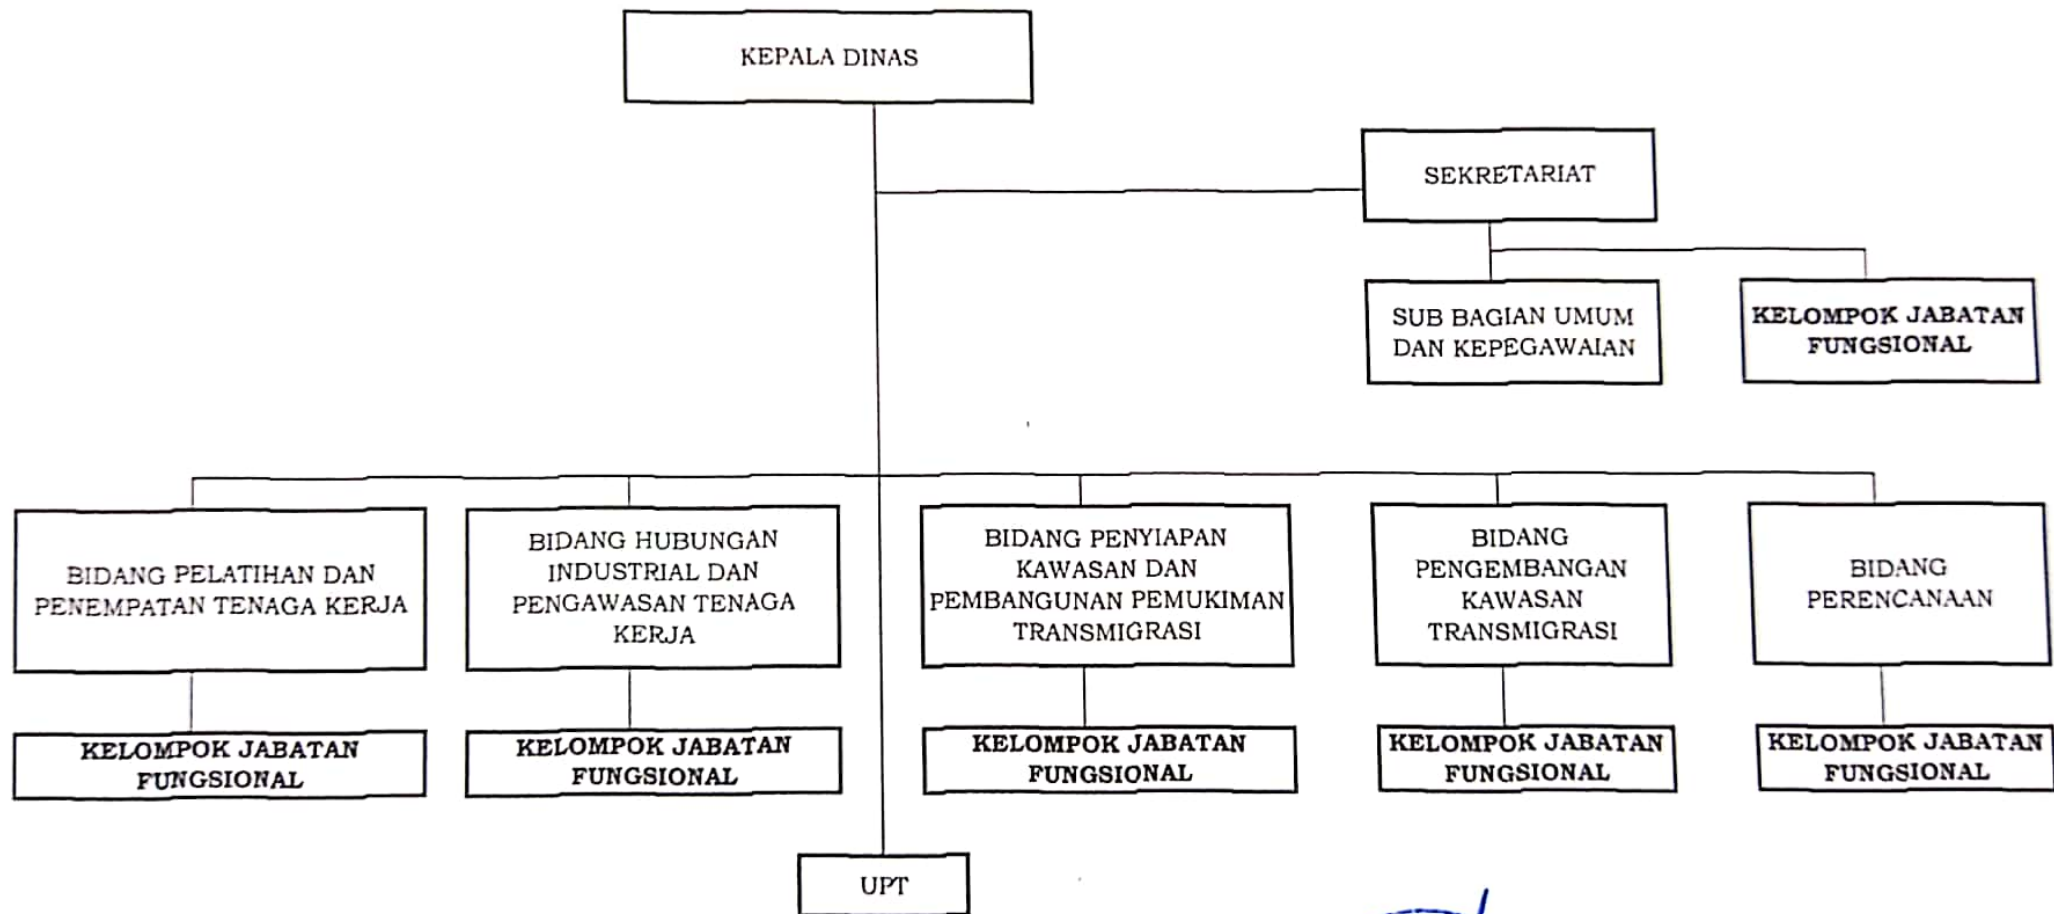 KEPALA DINAS
SEKRETARIAT
SUB BAGIAN UMUM
DAN KEPEGAWAIAN
KELOMPOK JABATAN
FUNGSIONAL
BIDANG PELATIHAN DAN
PENEMPATAN TENAGA KERJA
BIDANG HUBUNGAN
INDUSTRIAL DAN
PENGAWASAN TENAGA
KERJA
BIDANG PENYIAPAN
KAWASAN DAN
PEMBANGUNAN PEMUKIMAN
TRANSMIGRASI
BIDANG
PENGEMBANGAN
KAWASAN
TRANSMIGRASI
BIDANG
PERENCANAAN
KELOMPOK JABATAN
FUNGSIONAL
KELOMPOK JABATAN
FUNGSIONAL
KELOMPOK JABATAN
FUNGSIONAL
KELOMPOK JABATAN
FUNGSIONAL
KELOMPOK JABATAN
FUNGSIONAL
UPT